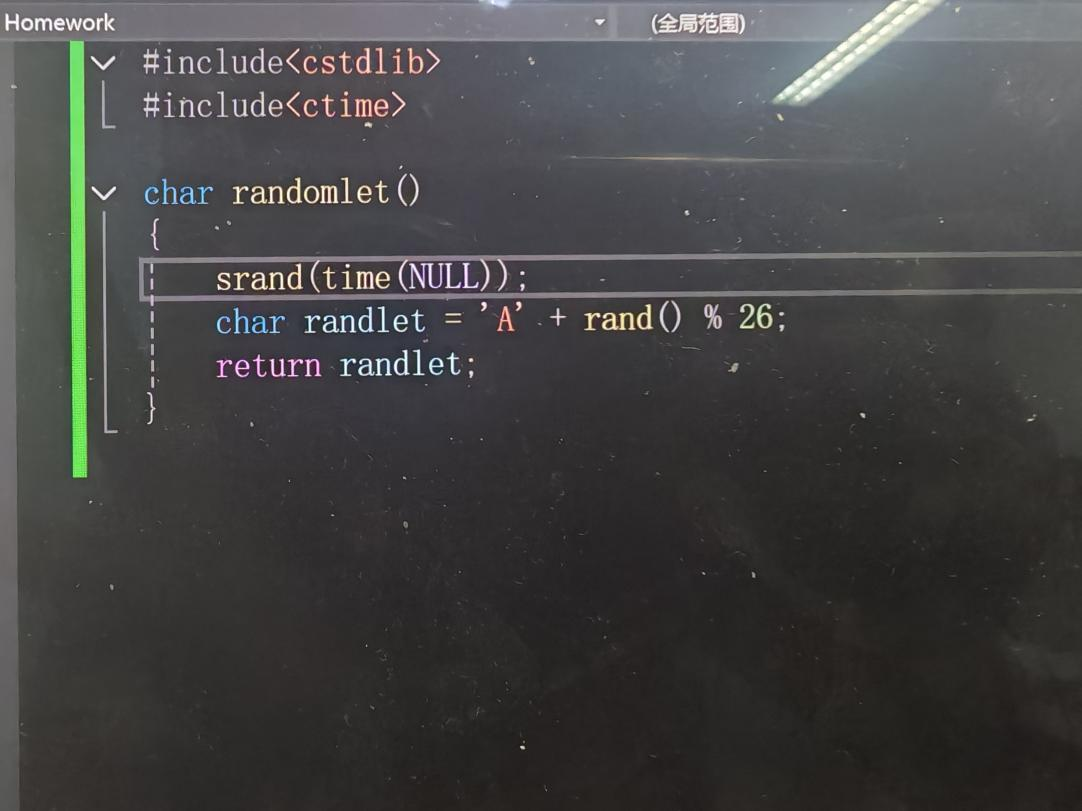 Homework (全局范围)
#include<cstdlib>
#include<ctime>
char randomlet()
{
srand(time(NULL));
char randlet = 'A' + rand() % 26;
return randlet;
}